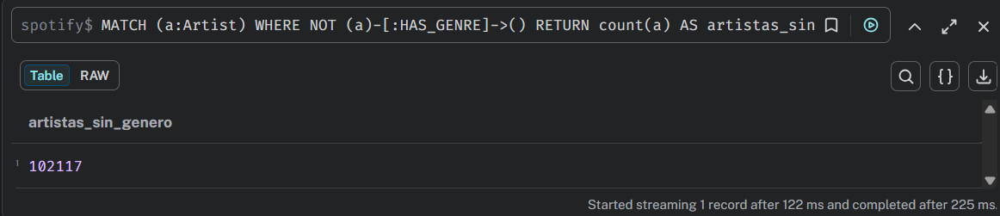 spotify$ MATCH (a:Artist) WHERE NOT (a)-[:HAS_GENRE]->() RETURN count(a) AS artistas_sin
Table RAW
{}
artistas_sin_genero
1 102117
Started streaming 1 record after 122 ms and completed after 225 ms.